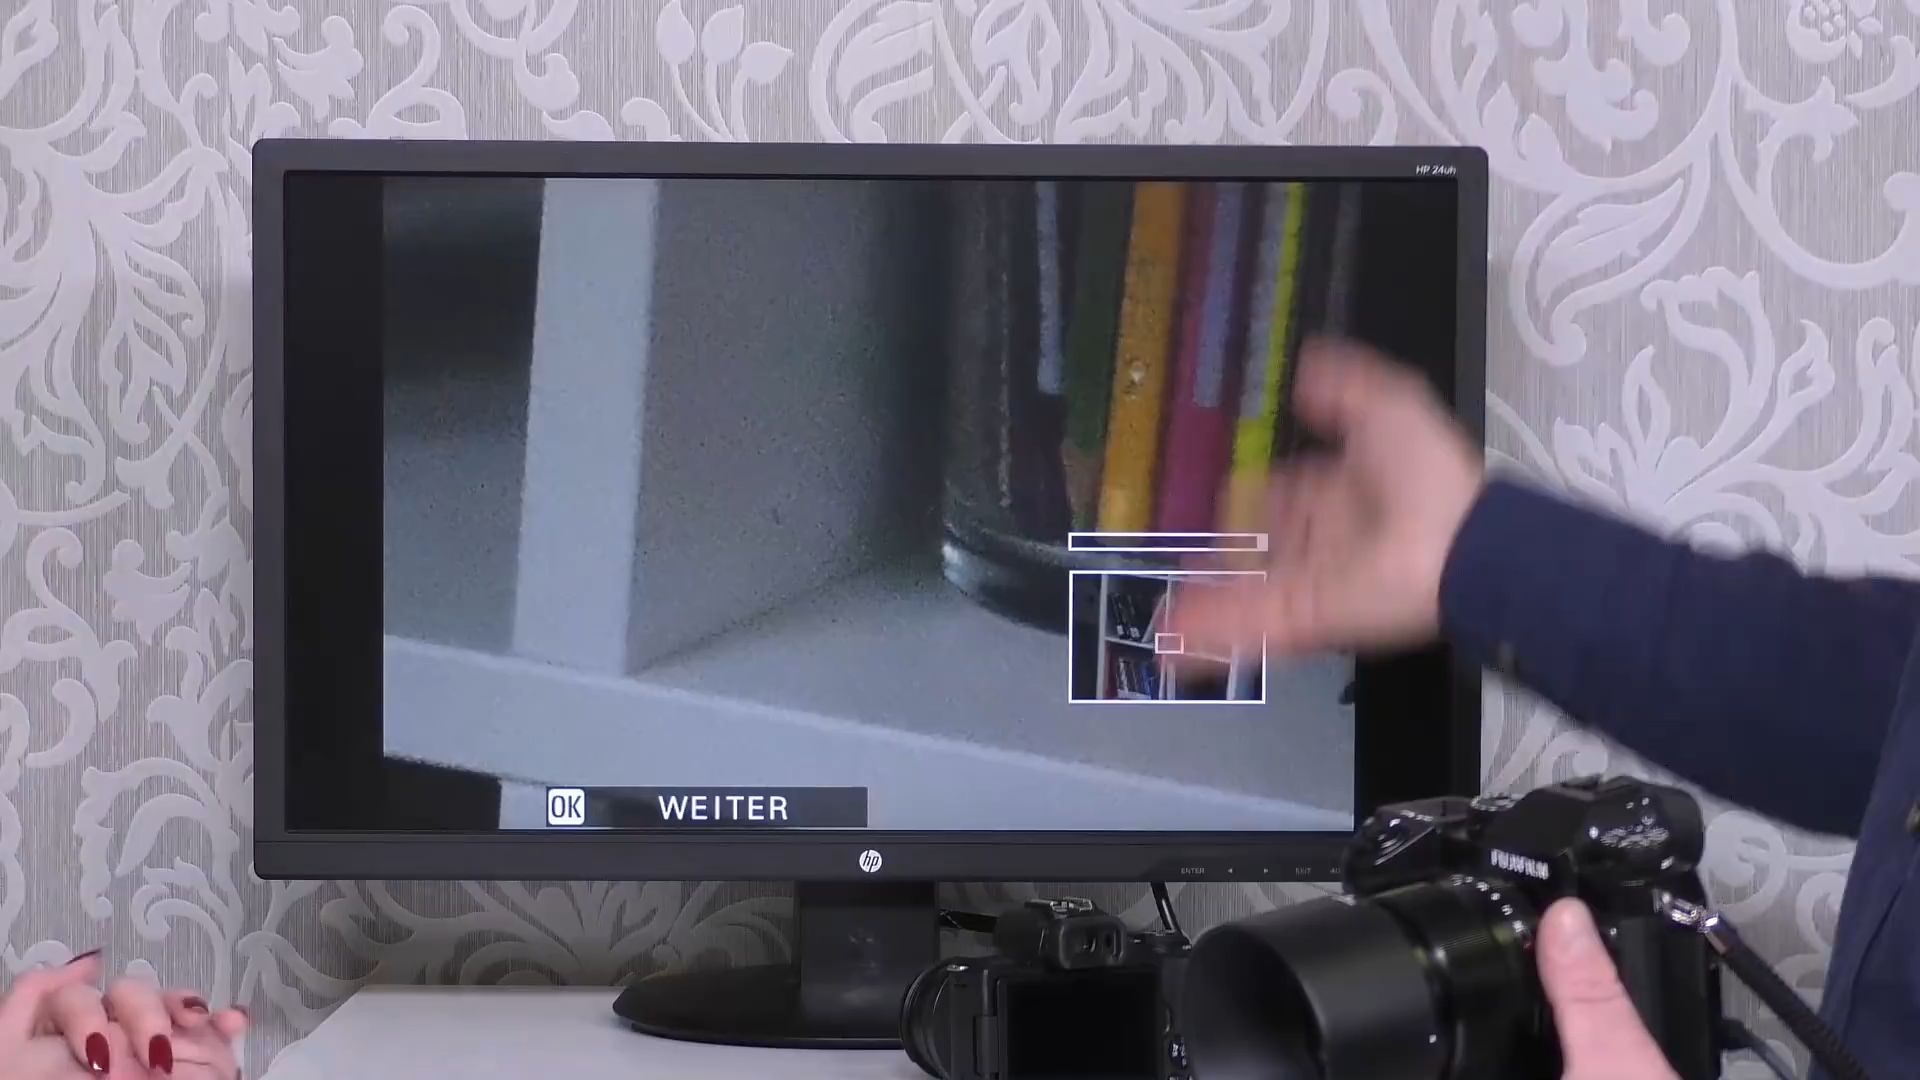 HP 24uh
OK WEITER
hp
ENTER
EXIT
FUJIFILM